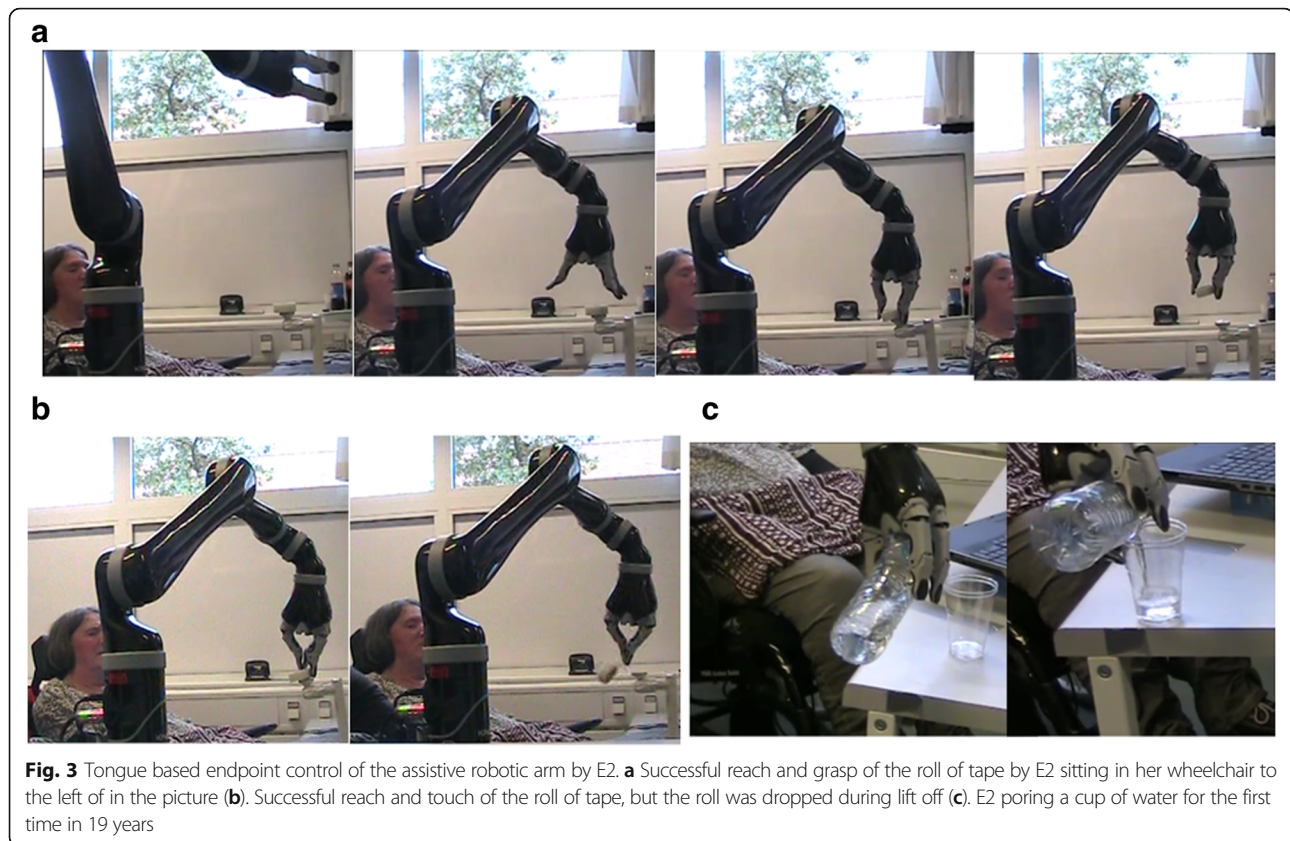 a
b
c
Fig. 3 Tongue based endpoint control of the assistive robotic arm by E2. a Successful reach and grasp of the roll of tape by E2 sitting in her wheelchair to
the left of in the picture (b). Successful reach and touch of the roll of tape, but the roll was dropped during lift off (c). E2 poring a cup of water for the first
time in 19 years